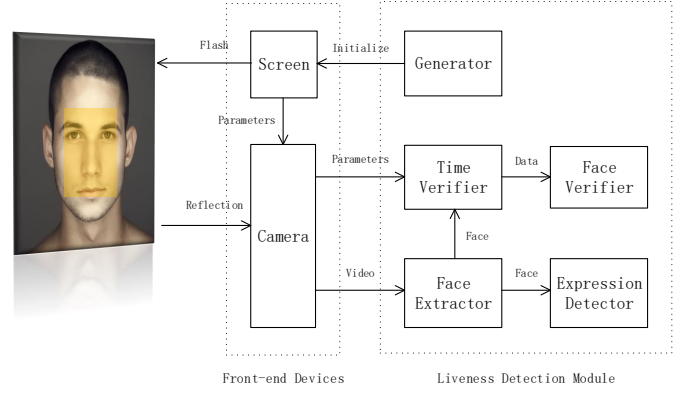 Flash
Initialize
Screen
Generator
Parameters
Parameters
Time
Verifier
Data
Face
Verifier
Reflection
Camera
Face
Video
Face
Extractor
Face
Expression
Detector
Front-end Devices
Liveness Detection Module